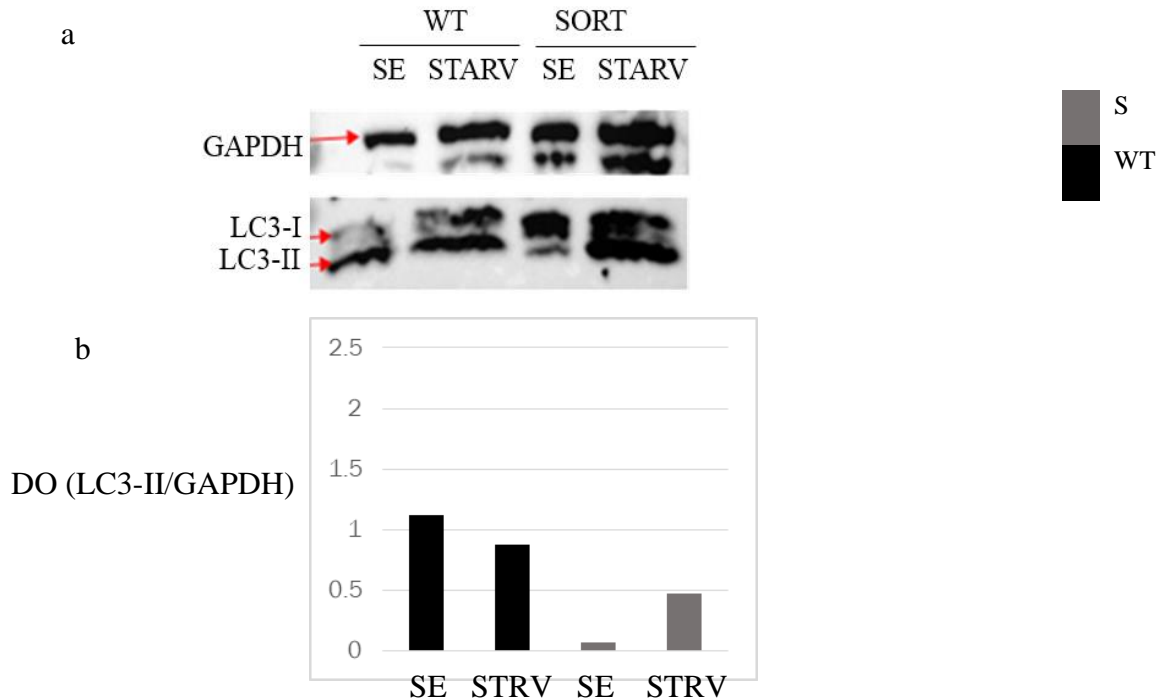 a
WT SORT
SE STARV SE STARV
S
WT
GAPDH
LC3-I
LC3-II
b
2.5
2
1.5
DO (LC3-II/GAPDH)
1
0.5
0
SE STRV SE STRV